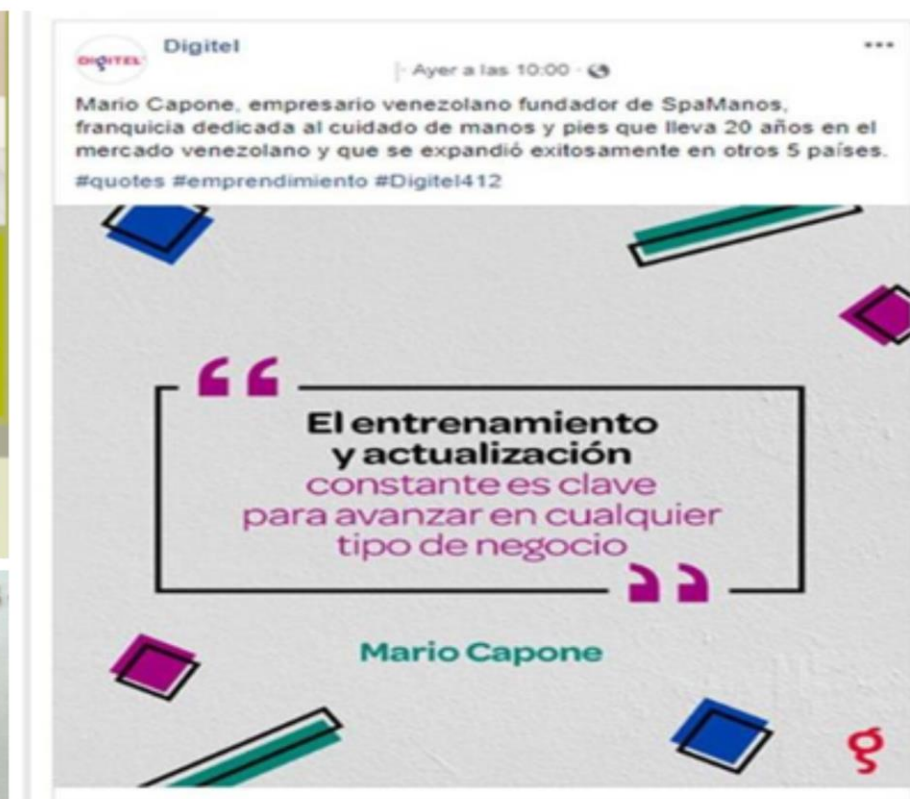 DIGITEL
Digitel
Ayer a las 10:00 ·
Mario Capone, empresario venezolano fundador de SpaManos,
franquicia dedicada al cuidado de manos y pies que lleva 20 años en el
mercado venezolano y que se expandió exitosamente en otros 5 países.
#quotes #emprendimiento #Digitel412
“
El entrenamiento
y actualización
constante es clave
para avanzar en cualquier
tipo de negocio
”
Mario Capone
g